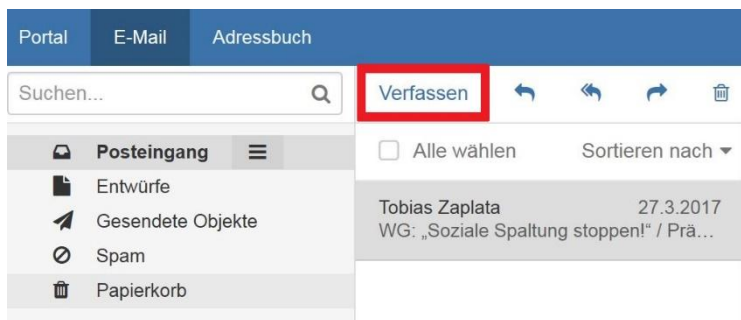 Portal E-Mail Adressbuch
Suchen...
Verfassen
Posteingang
Entwürfe
Gesendete Objekte
Spam
Papierkorb
Alle wählen Sortieren nach
Tobias Zaplata 27.3.2017
WG: „Soziale Spaltung stoppen!“ / Prä…